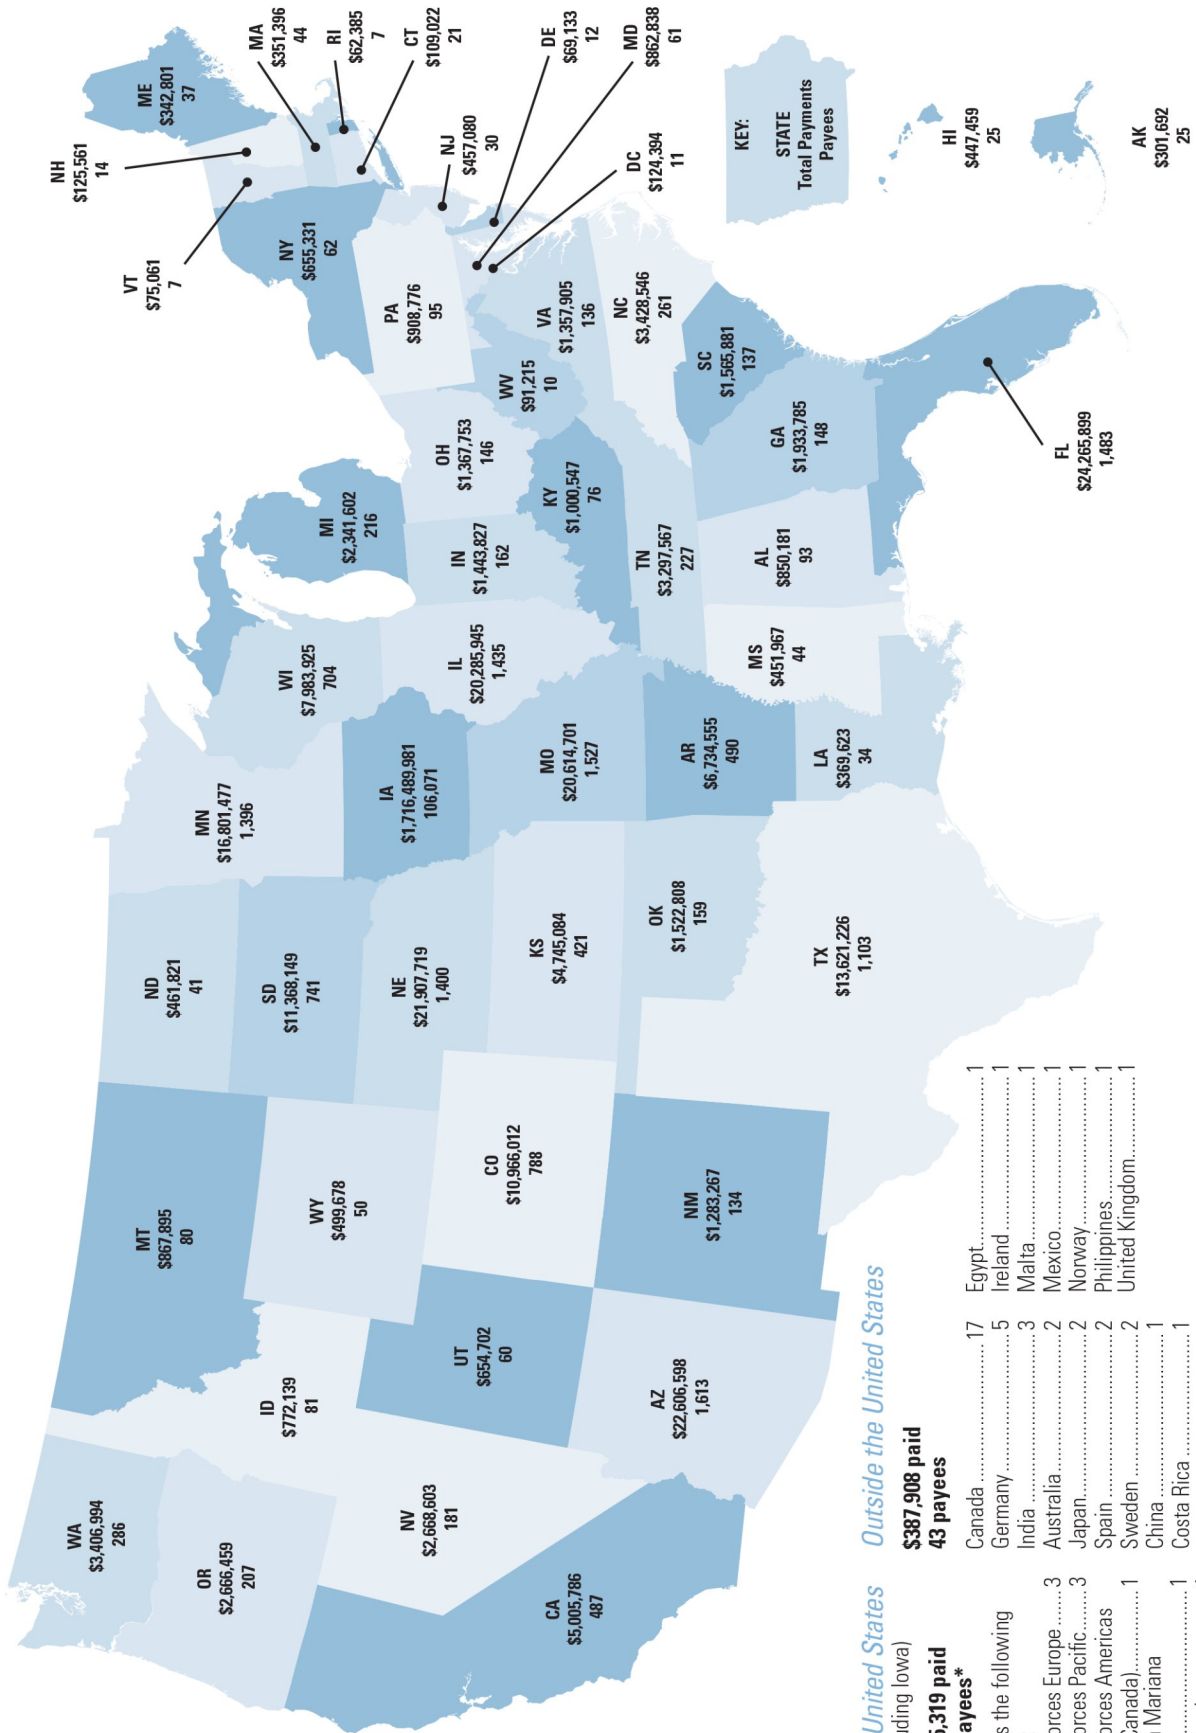 WA
$3,406,994
286
OR
$2,666,459
207
CA
$5,005,786
487
NV
$2,668,603
181
ID
$772,139
81
MT
$867,895
80
WY
$499,678
50
UT
$654,702
60
AZ
$22,606,598
1,613
CO
$10,966,012
788
NM
$1,283,267
134
ND
$461,821
41
SD
$11,368,149
741
NE
$21,907,719
1,400
KS
$4,745,084
421
OK
$1,522,808
159
TX
$13,621,226
1,103
MN
$16,801,477
1,396
IA
$1,716,489,981
106,071
MO
$20,614,701
1,527
AR
$6,734,555
490
LA
$369,623
34
WI
$7,983,925
704
IL
$20,285,945
1,435
MS
$451,967
44
MI
$2,341,602
216
IN
$1,443,827
162
KY
$1,000,547
76
TN
$3,297,567
227
AL
$850,181
93
OH
$1,367,753
146
WV
$91,215
10
VA
$1,357,905
136
NC
$3,428,546
261
SC
$1,565,881
137
GA
$1,933,785
148
FL
$24,265,899
1,483
PA
$908,776
95
NY
$655,331
62
VT
$75,061
7
NH
$125,561
14
ME
$342,801
37
MA
$351,396
44
RI
$62,385
7
CT
$109,022
21
NJ
$457,080
30
DE
$69,133
12
MD
$862,838
61
DC
$124,394
11
KEY:
STATE
Total Payments
Payees
HI
$447,459
25
AK
$301,692
25
United States
ding Iowa)
,319 paid
ayees*
s the following
orces Europe......3
orces Pacific......3
orces Americas
Canada)..............1
Mariana
..........................1
Outside the United States
$387,908 paid
43 payees
Canada .......................... 17
Germany ......................... 5
India ............................... 3
Australia ......................... 2
Japan ............................. 2
Spain .............................. 2
Sweden .......................... 2
China .............................. 1
Costa Rica ...................... 1
Egypt............................... 1
Ireland ............................ 1
Malta .............................. 1
Mexico............................ 1
Norway ........................... 1
Philippines...................... 1
United Kingdom............... 1